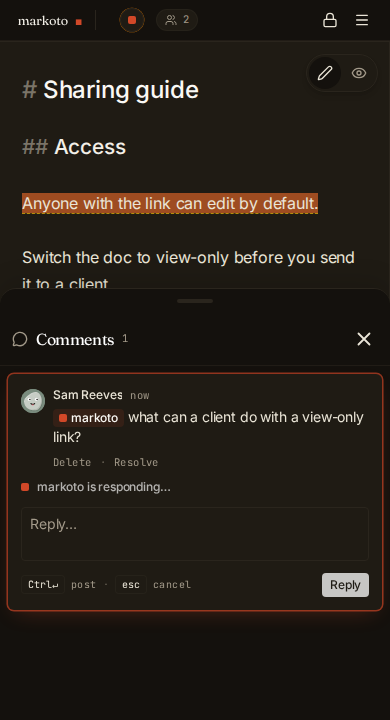 markoto
2
# Sharing guide
## Access
Anyone with the link can edit by default.
Switch the doc to view-only before you send
it to a client
Comments 1
Sam Reeves now
markoto what can a client do with a view-only
link?
Delete · Resolve
markoto is responding...
Reply...
Ctrl↵ post · esc cancel
Reply